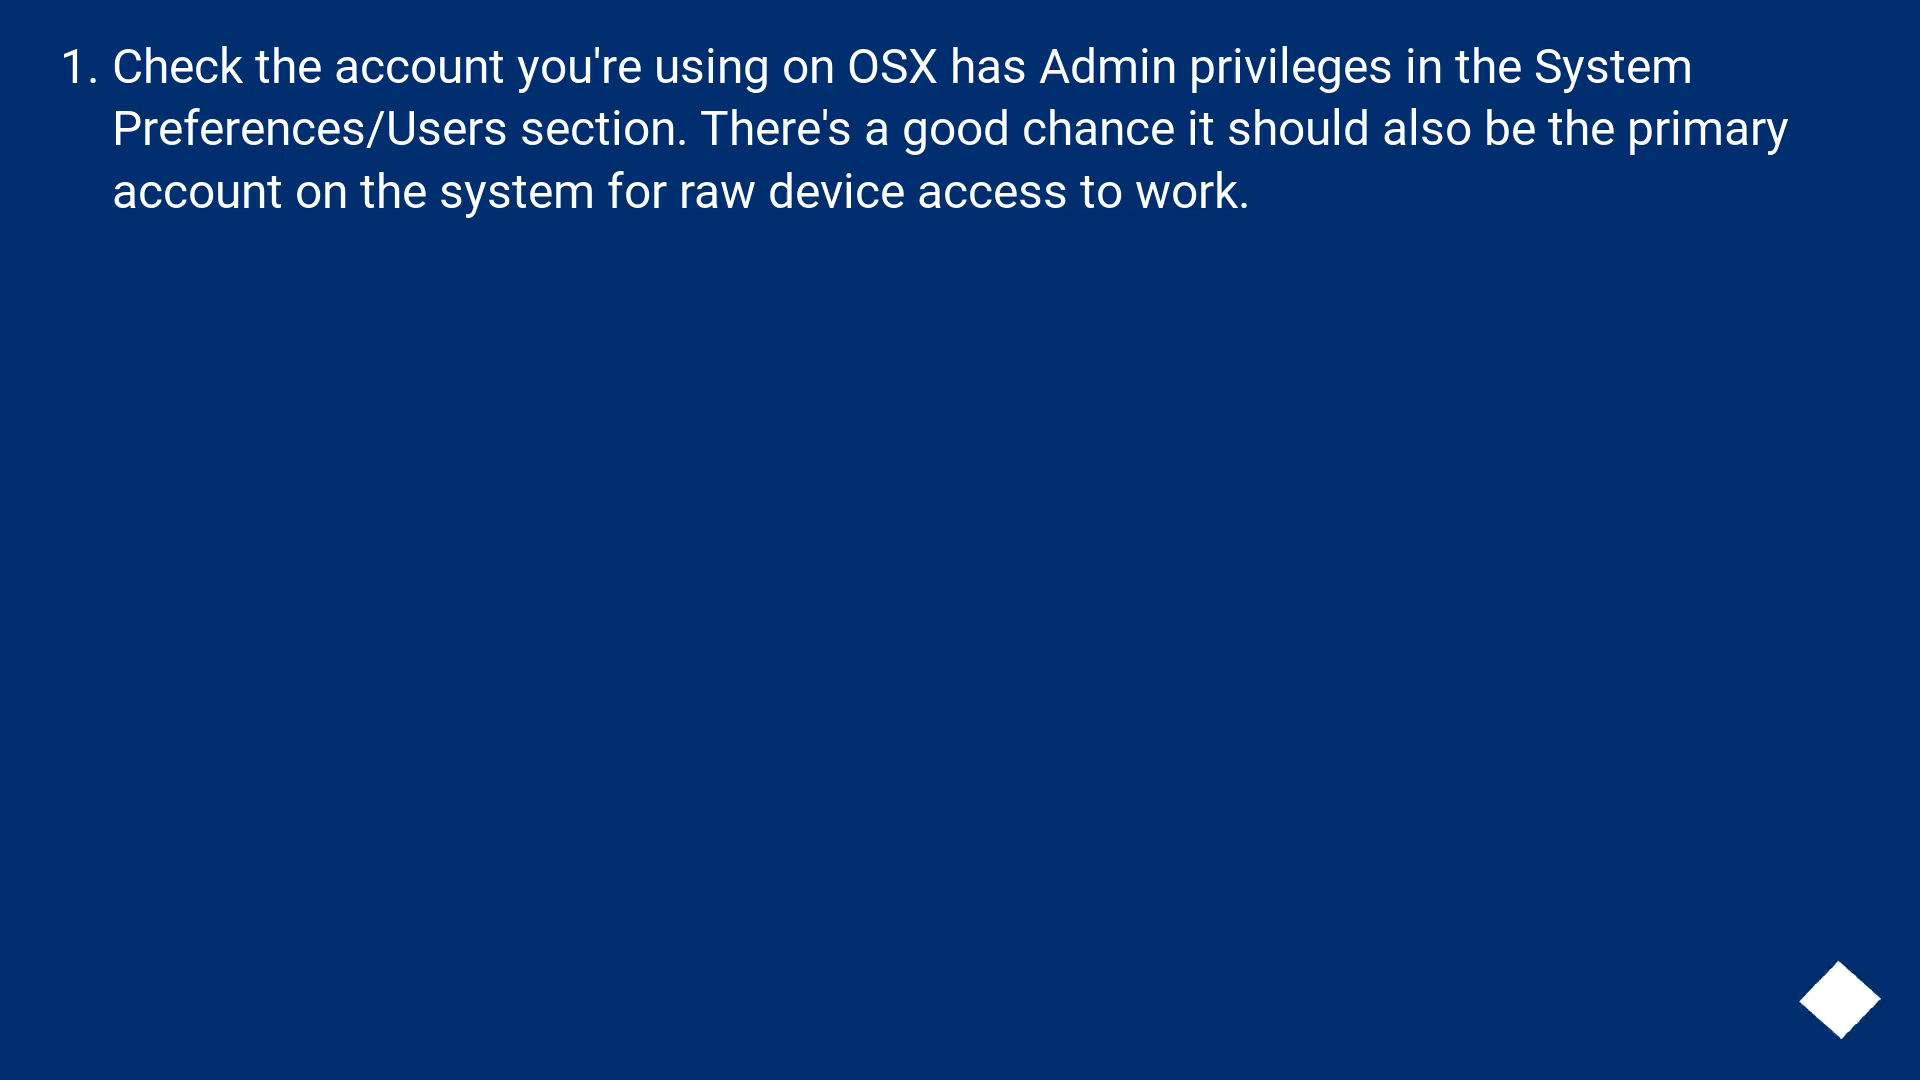 1. Check the account you're using on OSX has Admin privileges in the System
Preferences/Users section. There's a good chance it should also be the primary
account on the system for raw device access to work.